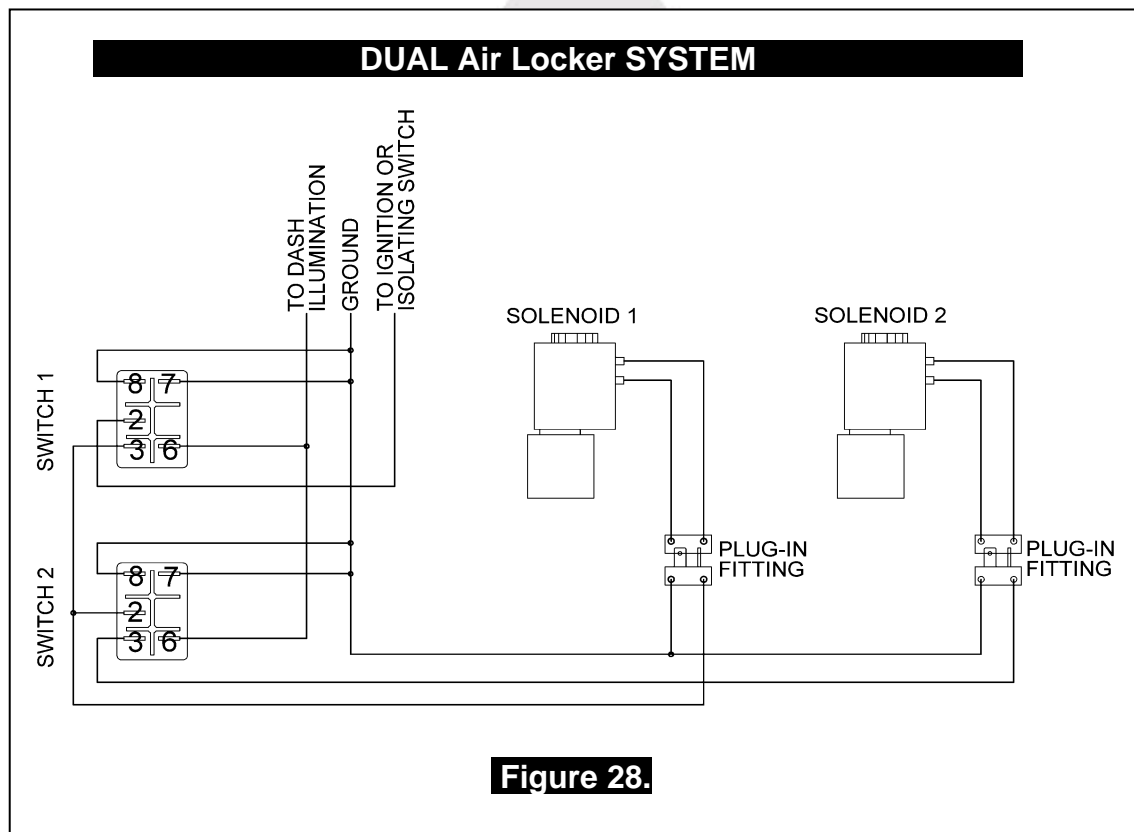 DUAL Air Locker SYSTEM
TO DASH
ILLUMINATION
GROUND
TO IGNITION OR
ISOLATING SWITCH
SOLENOID 1
SOLENOID 2
SWITCH 1
8 7
2
3 6
SWITCH 2
8 7
2
3 6
PLUG-IN
FITTING
PLUG-IN
FITTING
Figure 28.